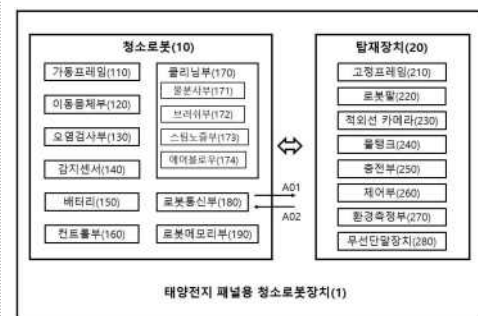 청소로봇(10)
가동프레임(110)
이동몸체부(120)
오염검사부(130)
감지센서(140)
배터리(150)
컨트롤부(160)
클리닝부(170)
물분사부(171)
브러쉬부(172)
스팀노즐부(173)
에어블로우(174)
로봇통신부(180)
로봇메모리부(190)
A01
A02
탑재장치(20)
고정프레임(210)
로봇팔(220)
적외선 카메라(230)
물탱크(240)
충전부(250)
제어부(260)
환경측정부(270)
무선단말장치(280)
태양전지 패널용 청소로봇장치(1)